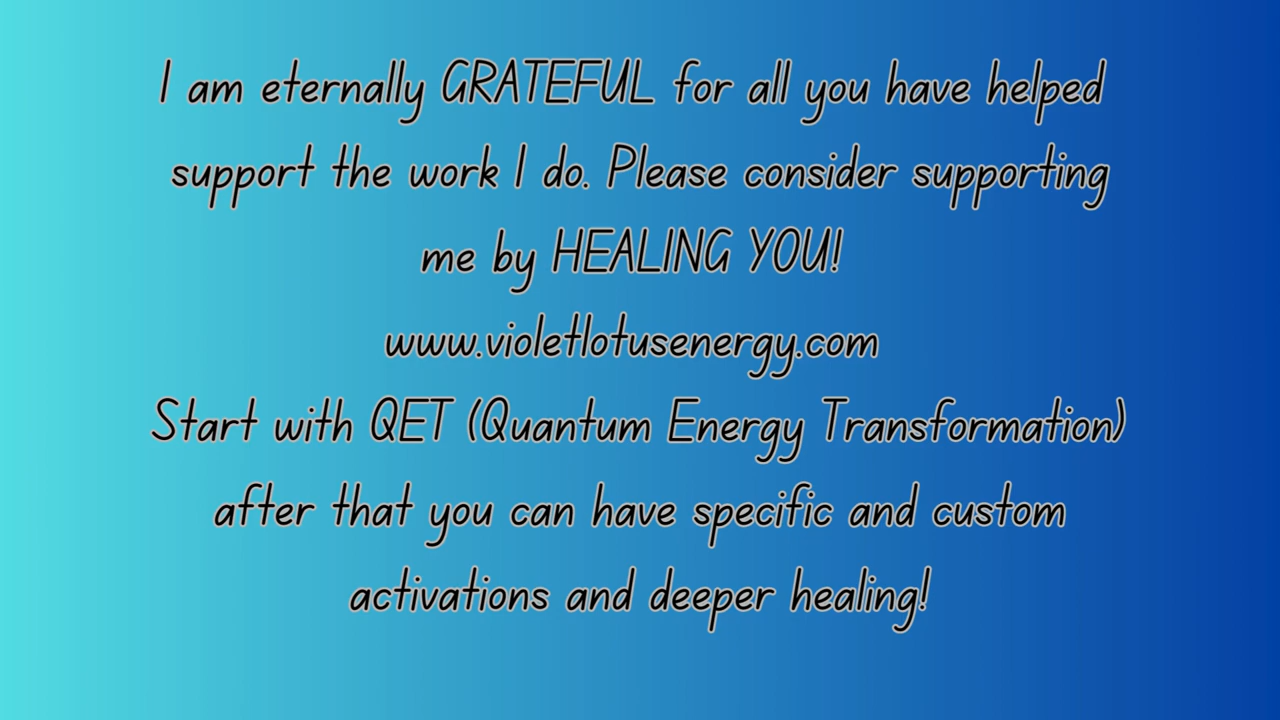 I am eternally GRATEFUL for all you have helped
support the work I do. Please consider supporting
me by HEALING YOU!
www.violetlotusenergy.com
Start with QET (Quantum Energy Transformation)
after that you can have specific and custom
activations and deeper healing!